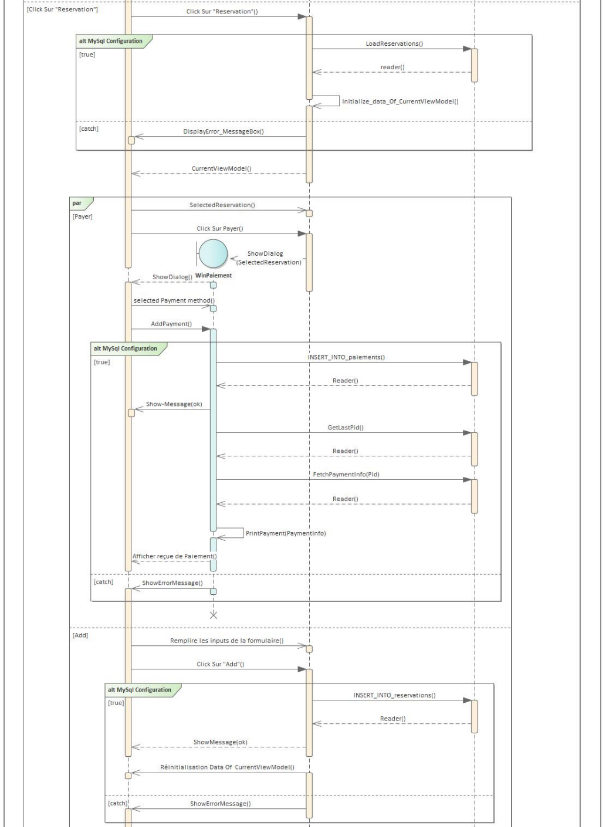 [Click Sur "Reservation"]
Click Sur "Reservation"()
alt MySql Configuration
[true]
LoadReservations()
reader()
Initialize_data_Of_CurrentViewModel()
[catch]
DisplayError_MessageBox()
CurrentViewModel()
par
[Payer]
SelectedReservation()
Click Sur Payer()
ShowDialog
(SelectedReservation)
WinPaiement
ShowDialog()
selected Payment method()
AddPayment()
alt MySql Configuration
[true]
INSERT_INTO_paiements()
Reader()
Show-Message(ok)
GetLastPid()
Reader()
FetchPaymentInfo(Pid)
Reader()
PrintPayment(PaymentInfo)
Afficher reçue de Paiement()
[catch]
ShowErrorMessage()
[Add]
Remplire les inputs de la formulaire()
Click Sur "Add"()
alt MySql Configuration
[true]
INSERT_INTO_reservations()
Reader()
ShowMessage(ok)
Réinitialisation Data Of CurrentViewModel()
[catch]
ShowErrorMessage()